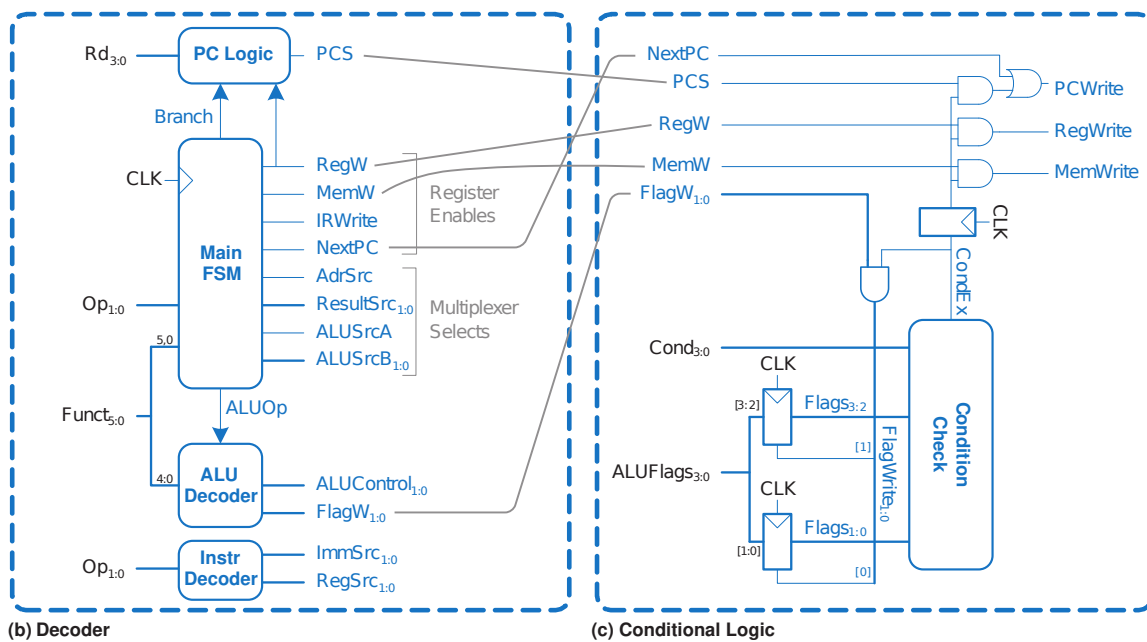 Rd3:0
PC Logic
PCS
Branch
CLK
Main
FSM
RegW
MemW
IRWrite
NextPC
Register
Enables
AdrSrc
ResultSrc1:0
ALUSrcA
ALUSrcB1:0
Multiplexer
Selects
Op1:0
5,0
Funct5:0
ALUOp
4:0
ALU
Decoder
ALUControl1:0
FlagW1:0
Op1:0
Instr
Decoder
ImmSrc1:0
RegSrc1:0
(b) Decoder
NextPC
PCS
RegW
MemW
FlagW1:0
PCWrite
RegWrite
MemWrite
CLK
CondEx
Cond3:0
CLK
[3:2]
Flags3:2
[1]
ALUFlags3:0
FlagWrite1:0
Condition
Check
CLK
Flags1:0
[1:0]
[0]
(c) Conditional Logic